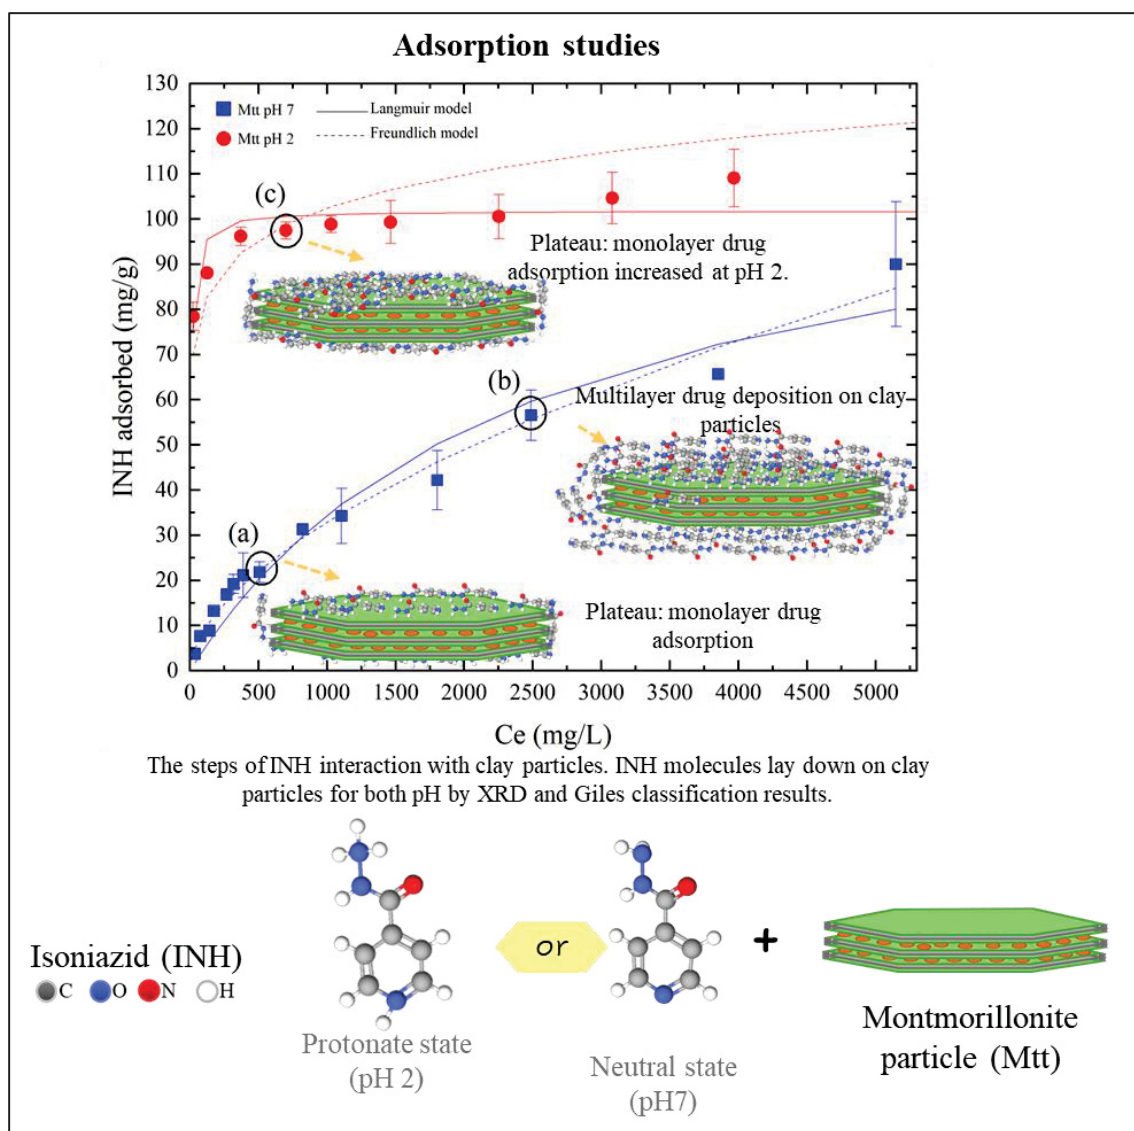 Adsorption studies
130
120
110
100
90
80
70
60
50
40
30
20
10
0
INH adsorbed (mg/g)
Mtt pH 7
Langmuir model
Mtt pH 2
Freundlich model
(c)
Plateau: monolayer drug
adsorption increased at pH 2.
(b)
Multilayer drug deposition on clay
particles
(a)
Plateau: monolayer drug
adsorption
0 500 1000 1500 2000 2500 3000 3500 4000 4500 5000
Ce (mg/L)
The steps of INH interaction with clay particles. INH molecules lay down on clay
particles for both pH by XRD and Giles classification results.
Isoniazid (INH)
C O N H
Protonate state
(pH 2)
or
Neutral state
(pH7)
+
Montmorillonite
particle (Mtt)